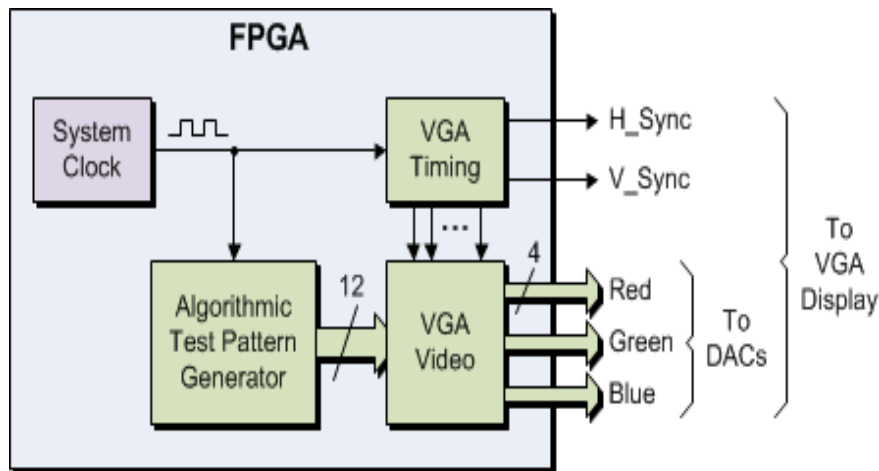 FPGA
System
Clock
VGA
Timing
H_Sync
V_Sync
...
To
VGA
Display
Algorithmic
Test Pattern
Generator
12
VGA
Video
4
Red
Green
Blue
To
DACs